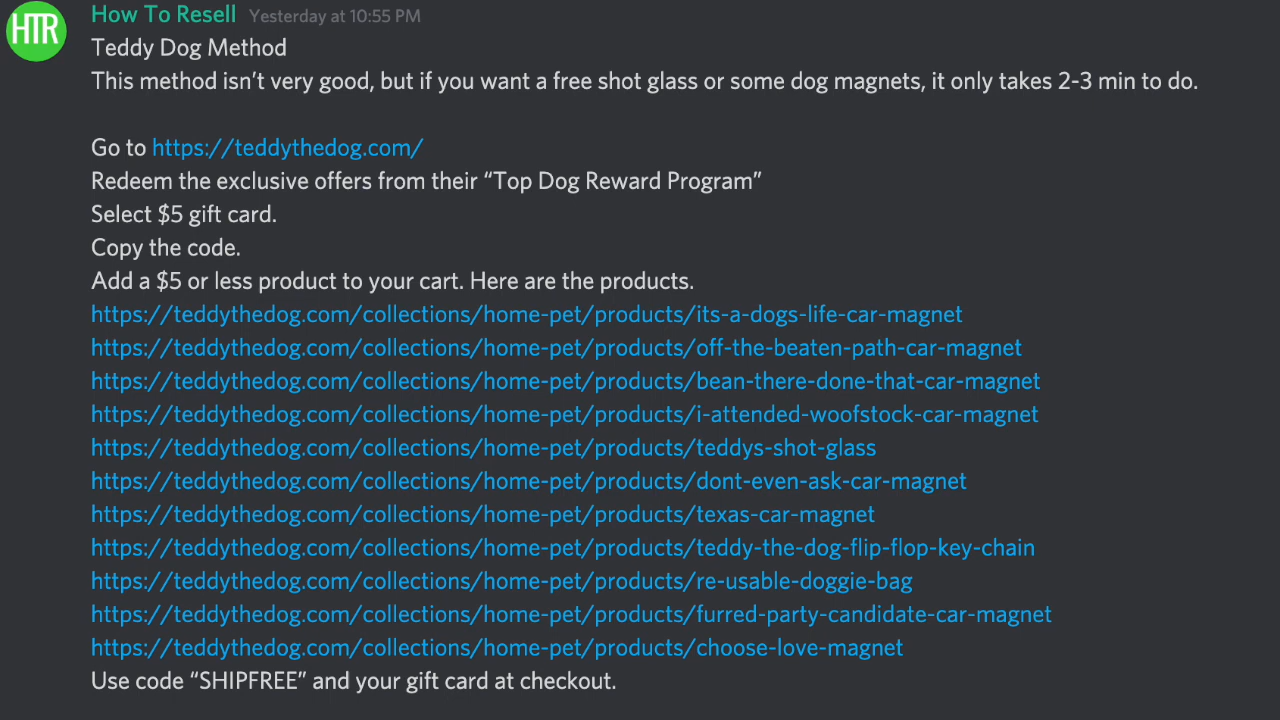 HTR
How To Resell Yesterday at 10:55 PM
Teddy Dog Method
This method isn’t very good, but if you want a free shot glass or some dog magnets, it only takes 2-3 min to do.
Go to https://teddythedog.com/
Redeem the exclusive offers from their “Top Dog Reward Program”
Select $5 gift card.
Copy the code.
Add a $5 or less product to your cart. Here are the products.
https://teddythedog.com/collections/home-pet/products/its-a-dogs-life-car-magnet
https://teddythedog.com/collections/home-pet/products/off-the-beaten-path-car-magnet
https://teddythedog.com/collections/home-pet/products/bean-there-done-that-car-magnet
https://teddythedog.com/collections/home-pet/products/i-attended-woofstock-car-magnet
https://teddythedog.com/collections/home-pet/products/teddys-shot-glass
https://teddythedog.com/collections/home-pet/products/dont-even-ask-car-magnet
https://teddythedog.com/collections/home-pet/products/texas-car-magnet
https://teddythedog.com/collections/home-pet/products/teddy-the-dog-flip-flop-key-chain
https://teddythedog.com/collections/home-pet/products/re-usable-doggie-bag
https://teddythedog.com/collections/home-pet/products/furred-party-candidate-car-magnet
https://teddythedog.com/collections/home-pet/products/choose-love-magnet
Use code “SHIPFREE” and your gift card at checkout.